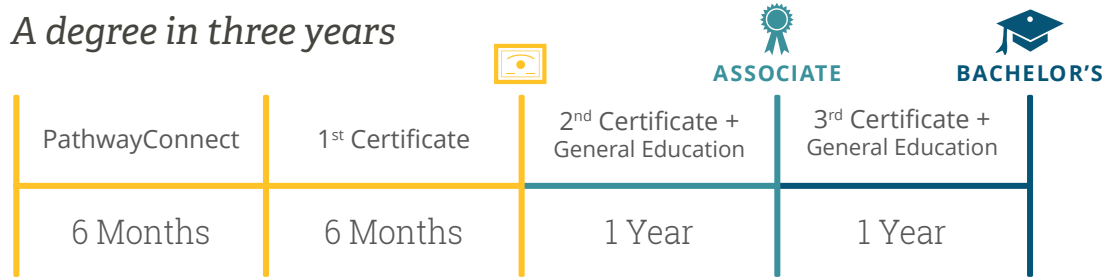 A degree in three years
ASSOCIATE
BACHELOR'S
PathwayConnect
1st Certificate
2nd Certificate +
General Education
3rd Certificate +
General Education
6 Months
6 Months
1 Year
1 Year